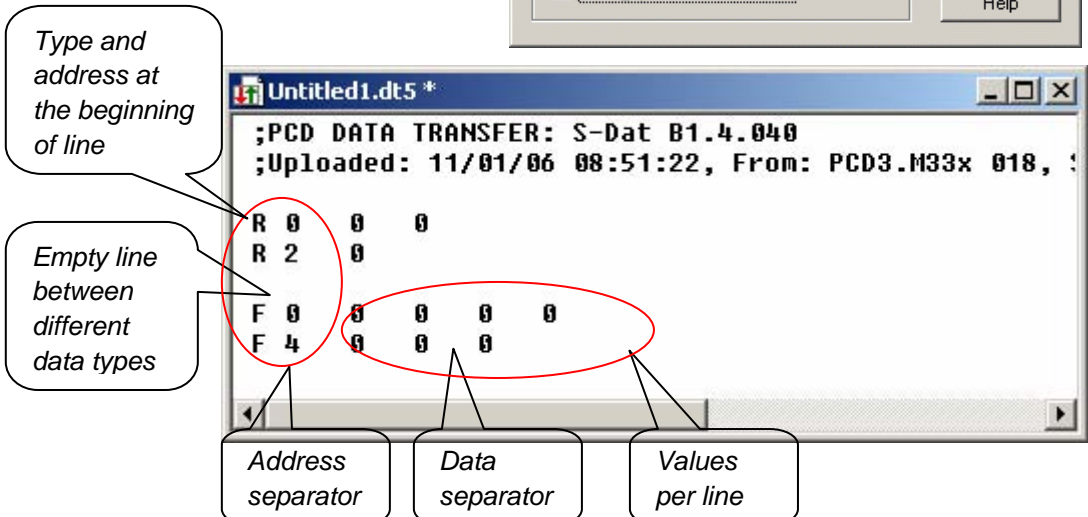 Help
Type and
address at
the beginning
of line
Untitled1.dt5 *
;PCD DATA TRANSFER: S-Dat B1.4.040
;Uploaded: 11/01/06 08:51:22, From: PCD3.M33x 018,
R 0 0 0
R 2 0
Empty line
between
different
data types
F 0 0 0 0 0
F 4 0 0 0
Address
separator
Data
separator
Values
per line